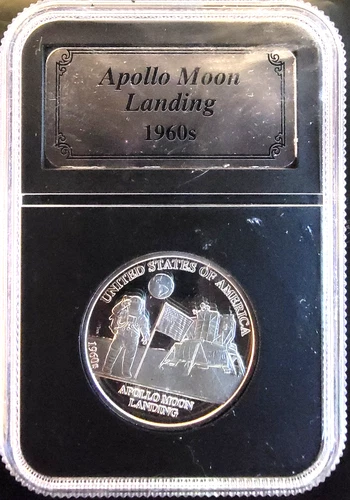 Apollo Moon
Landing
1960s
UNITED STATES OF AMERICA
1960s
APOLLO MOON
LANDING